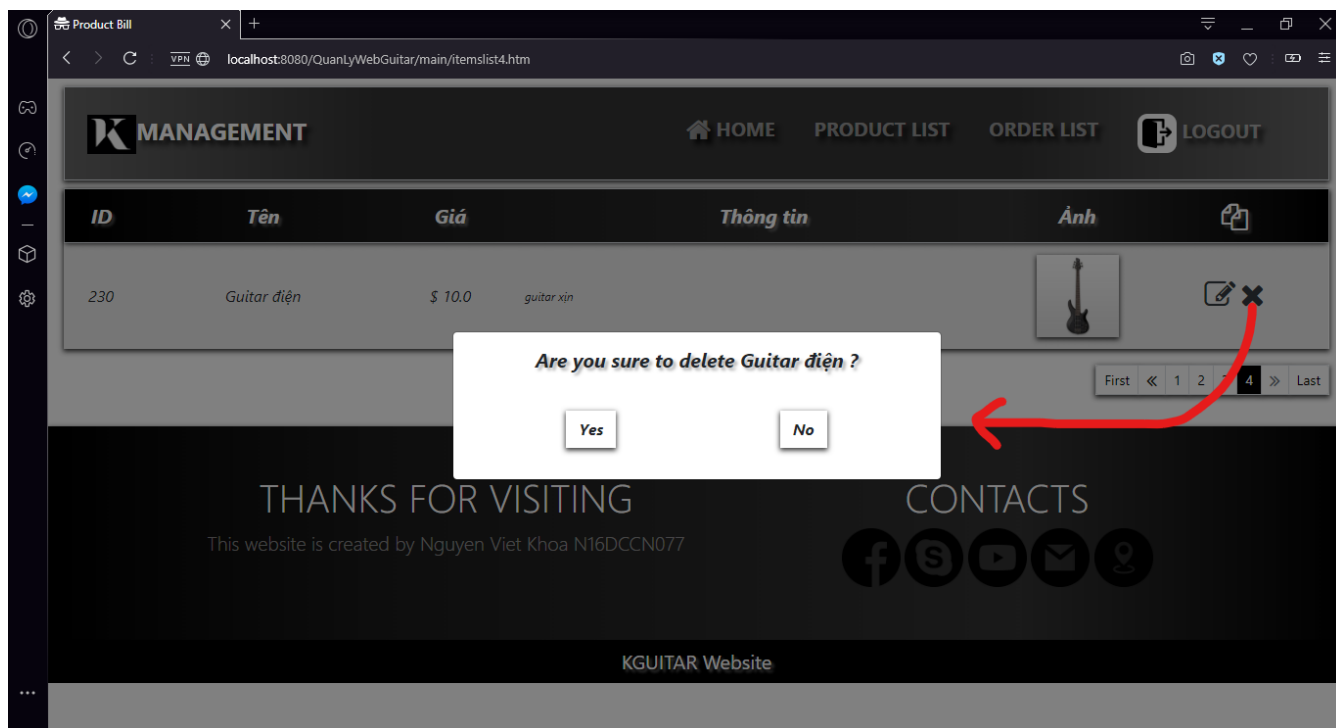 Product Bill
VPN localhost:8080/QuanLyWebGuitar/main/itemslist4.htm
K MANAGEMENT HOME PRODUCT LIST ORDER LIST LOGOUT
ID Tên Giá Thông tin Ảnh
230 Guitar điện $ 10.0 guitar xịn
Are you sure to delete Guitar điện ?
Yes No
First « 1 2 4 » Last
THANKS FOR VISITING CONTACTS
This website is created by Nguyen Viet Khoa N16DCCN077
KGUITAR Website